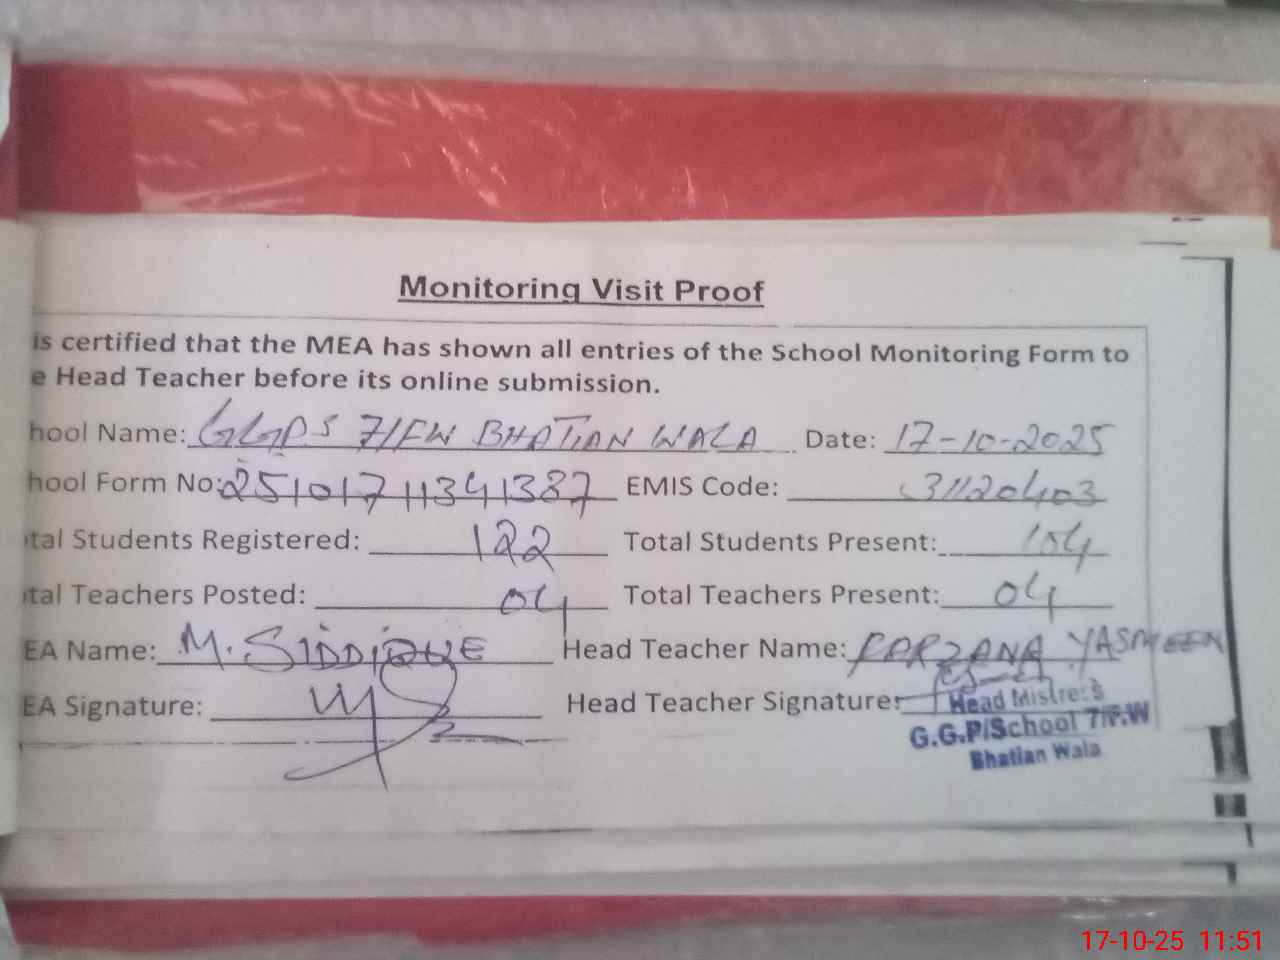 Monitoring Visit Proof
is certified that the MEA has shown all entries of the School Monitoring Form to
e Head Teacher before its online submission.
hool Name: GGPS 7/FW BHATIAN WALA Date: 17-10-2025
hool Form No: 25101711341387 EMIS Code: 31120403
tal Students Registered: 122 Total Students Present: 104
tal Teachers Posted: 04 Total Teachers Present: 04
EA Name: M. SIDDIQUE Head Teacher Name: FARZANA YASMEEN
EA Signature: Head Teacher Signature:
Head Mistress
G.G.P/School 7/F.W
Bhatian Wala
17-10-25 11:51